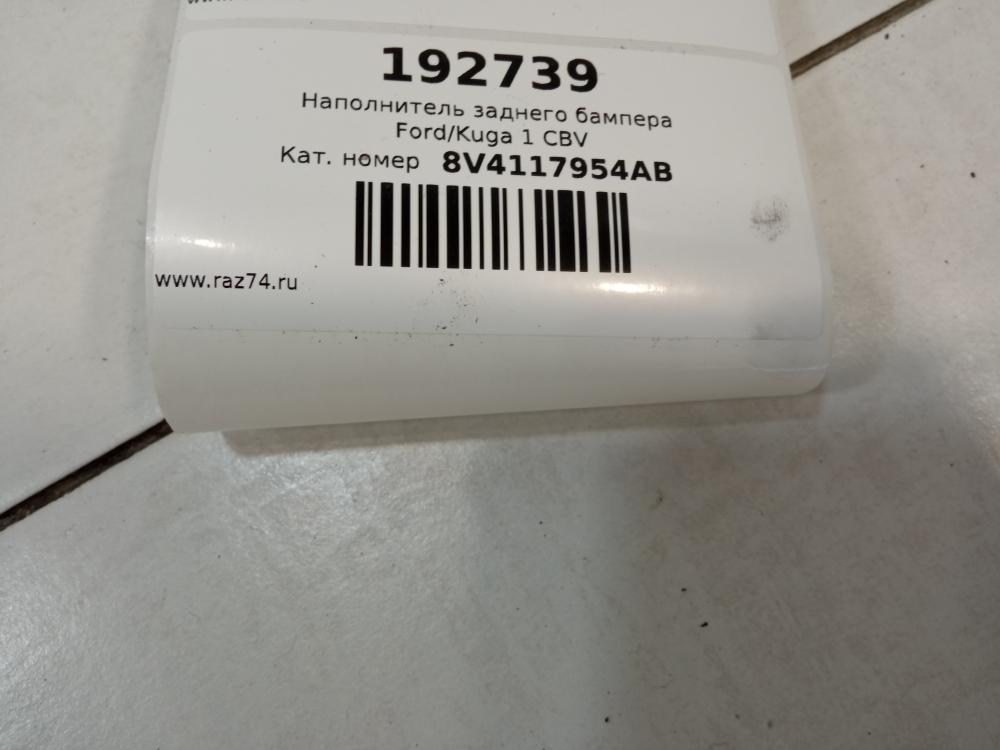 192739
Наполнитель заднего бампера
Ford/Kuga 1 CBV
Кат. номер 8V4117954AB
www.raz74.ru